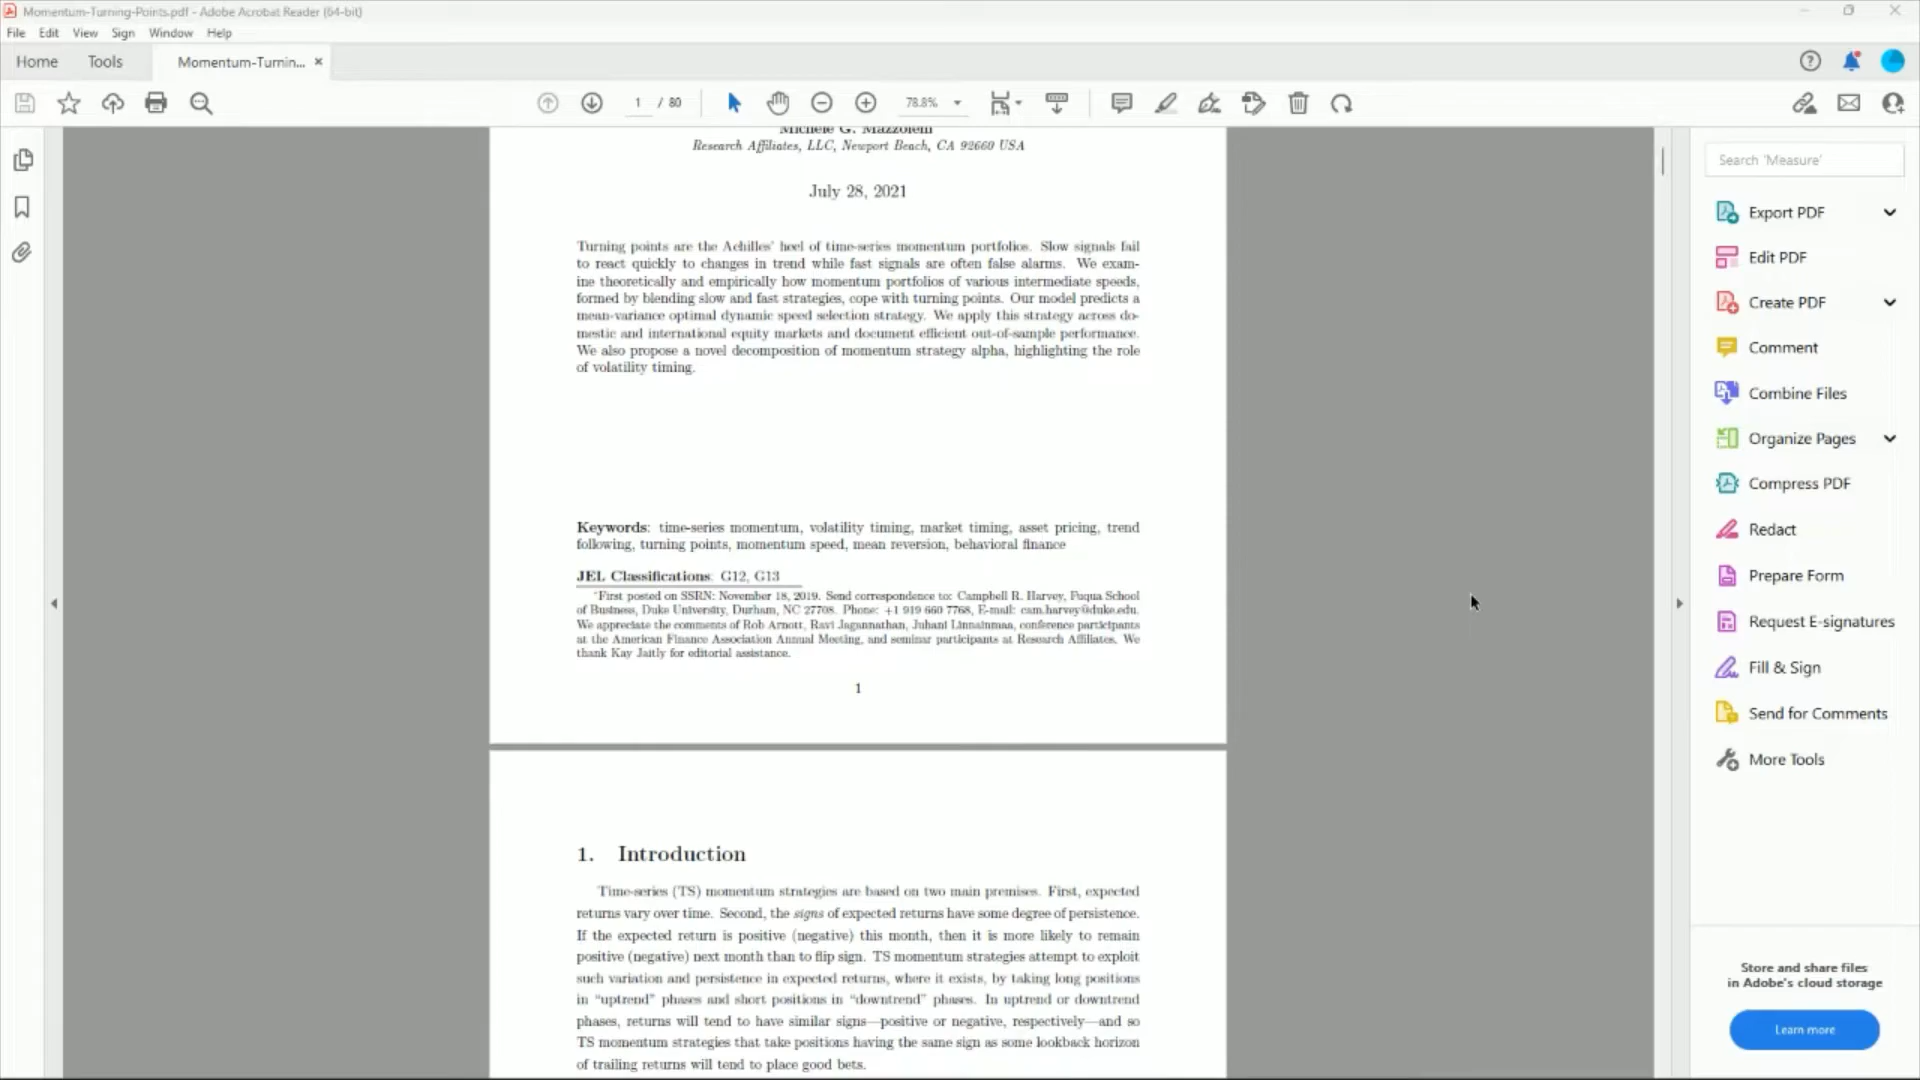 Momentum-Turning-Points.pdf - Adobe Acrobat Reader (64-bit)
File Edit View Sign Window Help
Home Tools Momentum-Turnin... ×
1 / 80 78.8%
Michele G. Mazzoleni
Research Affiliates, LLC, Newport Beach, CA 92660 USA
July 28, 2021
Turning points are the Achilles' heel of time-series momentum portfolios. Slow signals fail
to react quickly to changes in trend while fast signals are often false alarms. We exam-
ine theoretically and empirically how momentum portfolios of various intermediate speeds,
formed by blending slow and fast strategies, cope with turning points. Our model predicts a
mean-variance optimal dynamic speed selection strategy. We apply this strategy across do-
mestic and international equity markets and document efficient out-of-sample performance.
We also propose a novel decomposition of momentum strategy alpha, highlighting the role
of volatility timing.
Keywords: time-series momentum, volatility timing, market timing, asset pricing, trend
following, turning points, momentum speed, mean reversion, behavioral finance
JEL Classifications: G12, G13
*First posted on SSRN: November 18, 2019. Send correspondence to: Campbell R. Harvey, Fuqua School
of Business, Duke University, Durham, NC 27708. Phone: +1 919 660 7768, E-mail: cam.harvey@duke.edu.
We appreciate the comments of Rob Arnott, Ravi Jagannathan, Juhani Linnainmaa, conference participants
at the American Finance Association Annual Meeting, and seminar participants at Research Affiliates. We
thank Kay Jaitly for editorial assistance.
1
1. Introduction
Time-series (TS) momentum strategies are based on two main premises. First, expected
returns vary over time. Second, the signs of expected returns have some degree of persistence.
If the expected return is positive (negative) this month, then it is more likely to remain
positive (negative) next month than to flip sign. TS momentum strategies attempt to exploit
such variation and persistence in expected returns, where it exists, by taking long positions
in “uptrend” phases and short positions in “downtrend” phases. In uptrend or downtrend
phases, returns will tend to have similar signs—positive or negative, respectively—and so
TS momentum strategies that take positions having the same sign as some lookback horizon
of trailing returns will tend to place good bets.
Search 'Measure'
Export PDF
Edit PDF
Create PDF
Comment
Combine Files
Organize Pages
Compress PDF
Redact
Prepare Form
Request E-signatures
Fill & Sign
Send for Comments
More Tools
Store and share files
in Adobe's cloud storage
Learn more